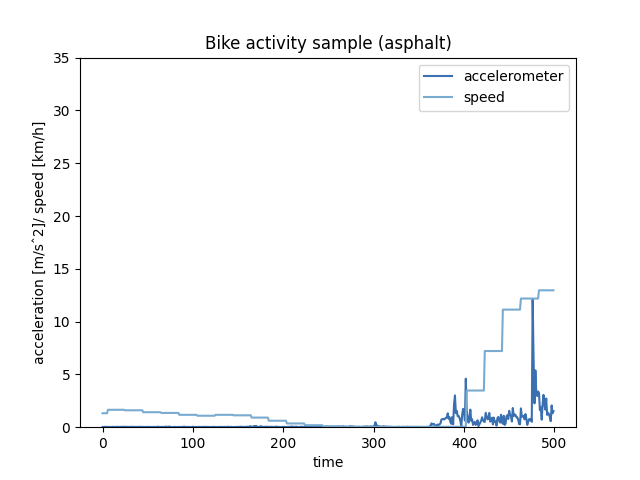 Bike activity sample (asphalt)
acceleration [m/sˆ2]/ speed [km/h]
35
30
25
20
15
10
5
0
accelerometer
speed
0 100 200 300 400 500
time